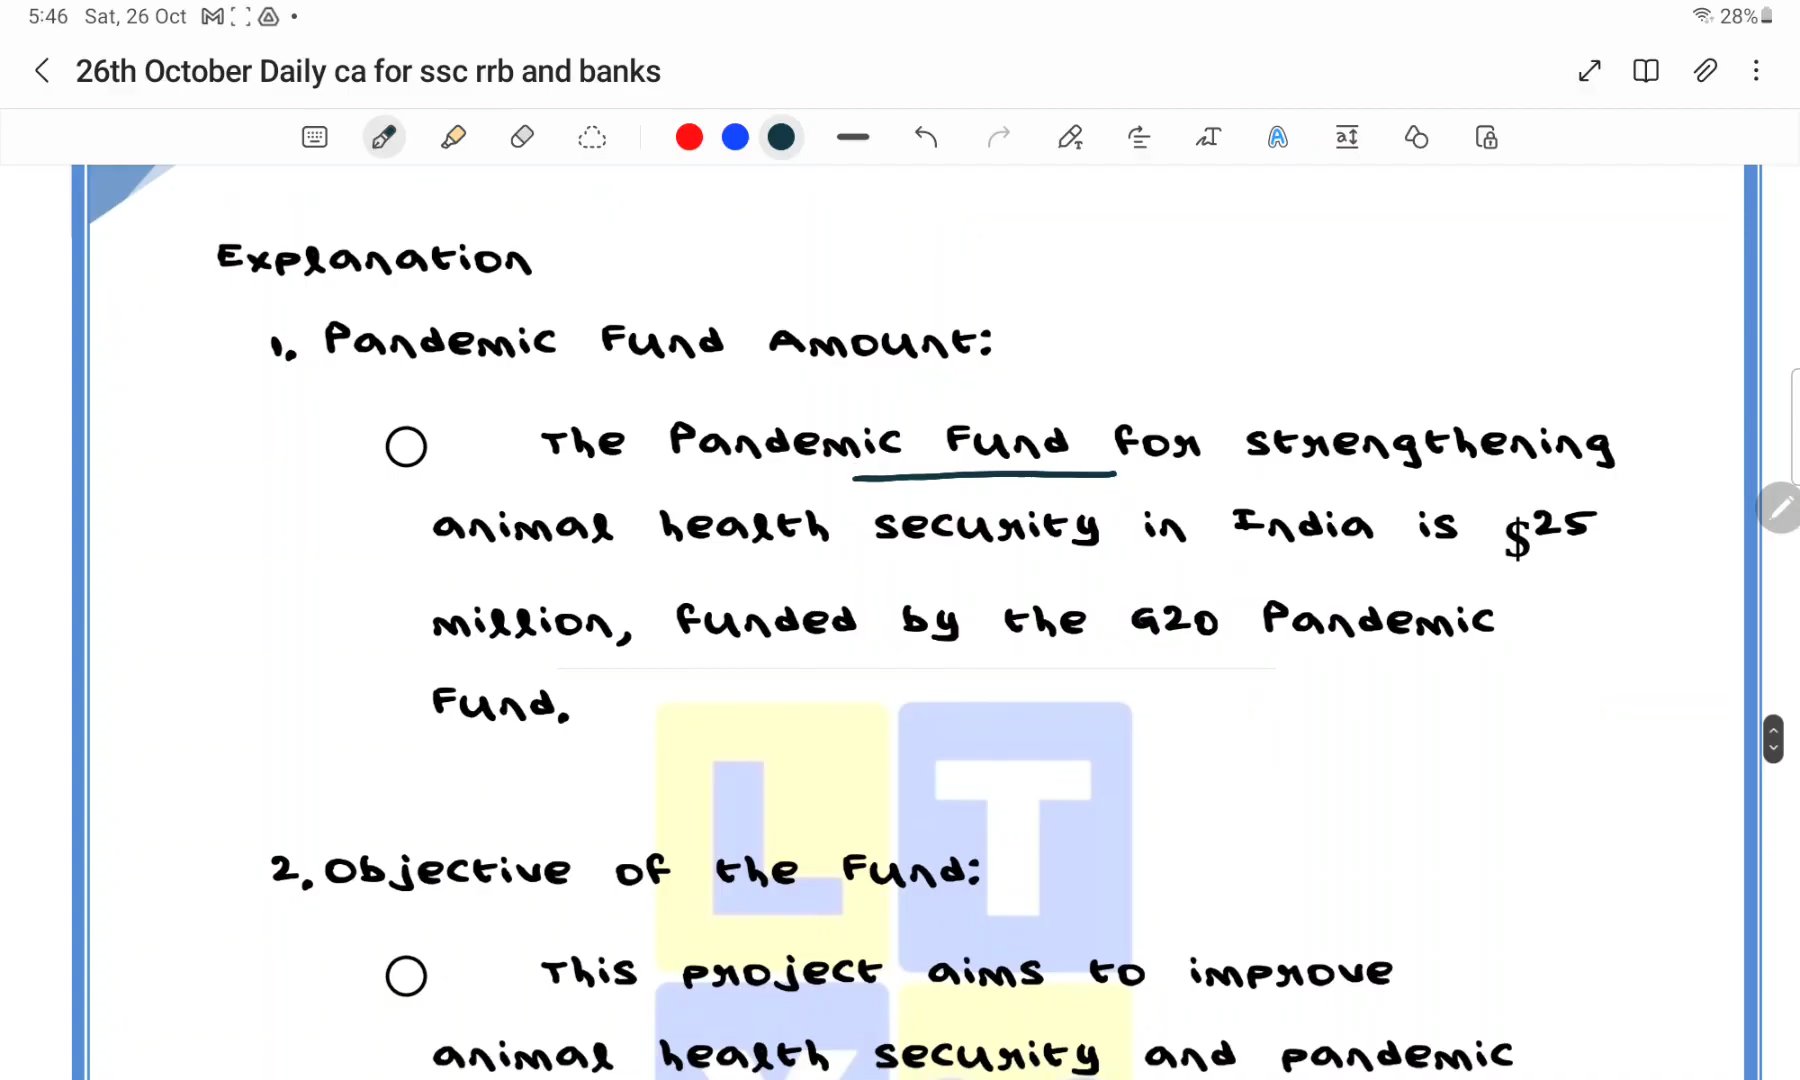 5:46 Sat, 26 Oct 28%
26th October Daily ca for ssc rrb and banks
Explanation
1. Pandemic Fund Amount:
The Pandemic Fund for strengthening
animal health security in India is $25
million, funded by the G20 Pandemic
Fund.
L T
2. Objective of the Fund:
This project aims to improve
animal health security and pandemic